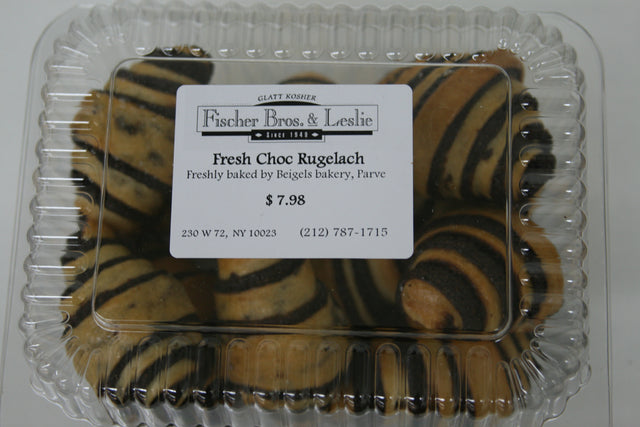 GLATT KOSHER
Fischer Bros. & Leslie
SINCE 1949
Fresh Choc Rugelach
Freshly baked by Beigels bakery, Parve
$ 7.98
230 W 72, NY 10023 (212) 787-1715